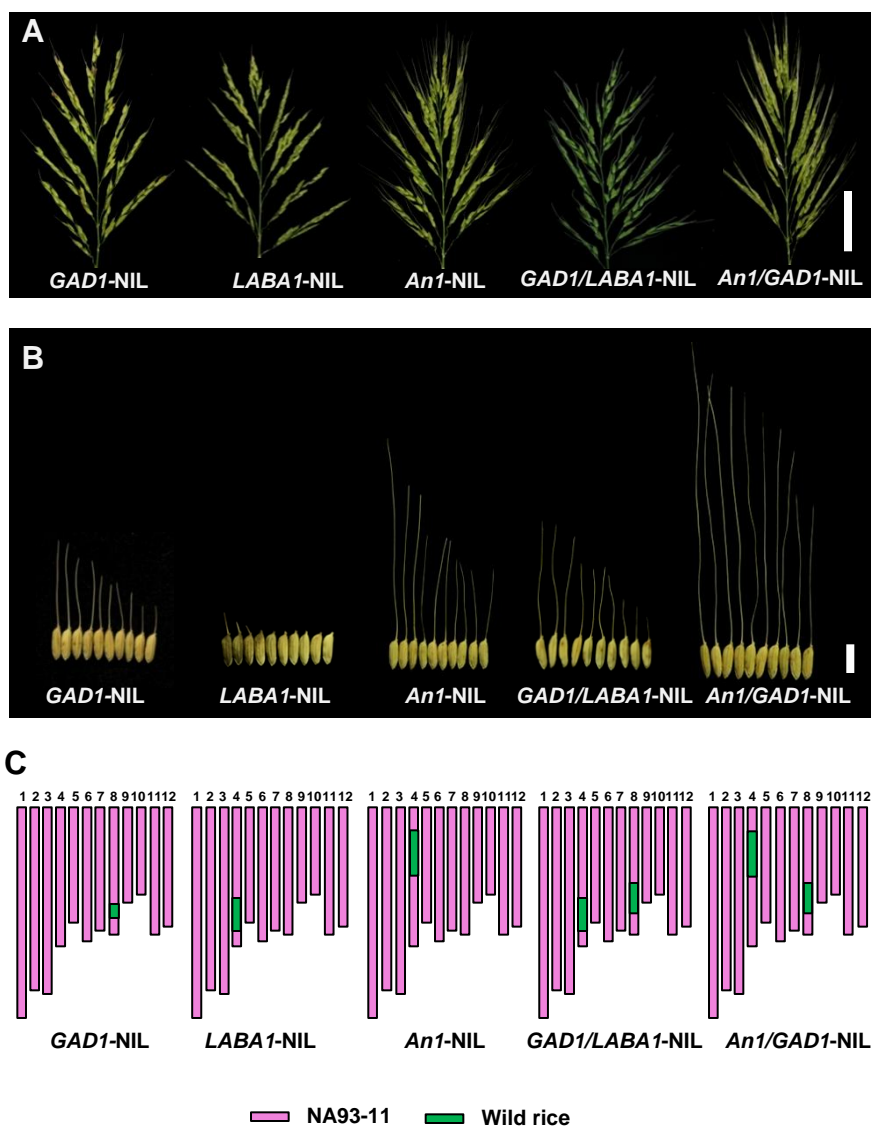 A
GAD1-NIL LABA1-NIL An1-NIL GAD1/LABA1-NIL An1/GAD1-NIL
B
GAD1-NIL LABA1-NIL An1-NIL GAD1/LABA1-NIL An1/GAD1-NIL
C
1 2 3 4 5 6 7 8 9 10 11 12 1 2 3 4 5 6 7 8 9 10 11 12 1 2 3 4 5 6 7 8 9 10 11 12 1 2 3 4 5 6 7 8 9 10 11 12 1 2 3 4 5 6 7 8 9 10 11 12
GAD1-NIL LABA1-NIL An1-NIL GAD1/LABA1-NIL An1/GAD1-NIL
NA93-11 Wild rice